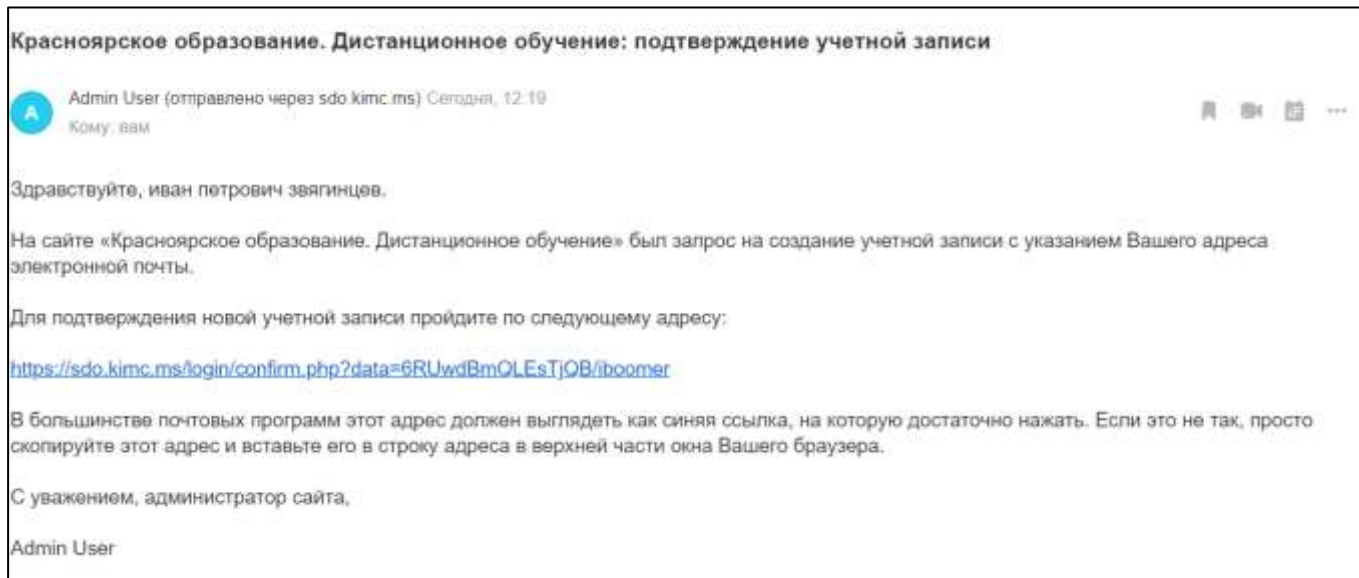 Красноярское образование. Дистанционное обучение: подтверждение учетной записи
A
Admin User (отправлено через sdo.kimc.ms) Сегодня, 12:19
Кому: вам
Здравствуйте, иван петрович звягинцев.
На сайте «Красноярское образование. Дистанционное обучение» был запрос на создание учетной записи с указанием Вашего адреса
электронной почты.
Для подтверждения новой учетной записи пройдите по следующему адресу:
https://sdo.kimc.ms/login/confirm.php?data=6RUwdBmQLEsTjOB/iboomer
В большинстве почтовых программ этот адрес должен выглядеть как синяя ссылка, на которую достаточно нажать. Если это не так, просто
скопируйте этот адрес и вставьте его в строку адреса в верхней части окна Вашего браузера.
С уважением, администратор сайта,
Admin User